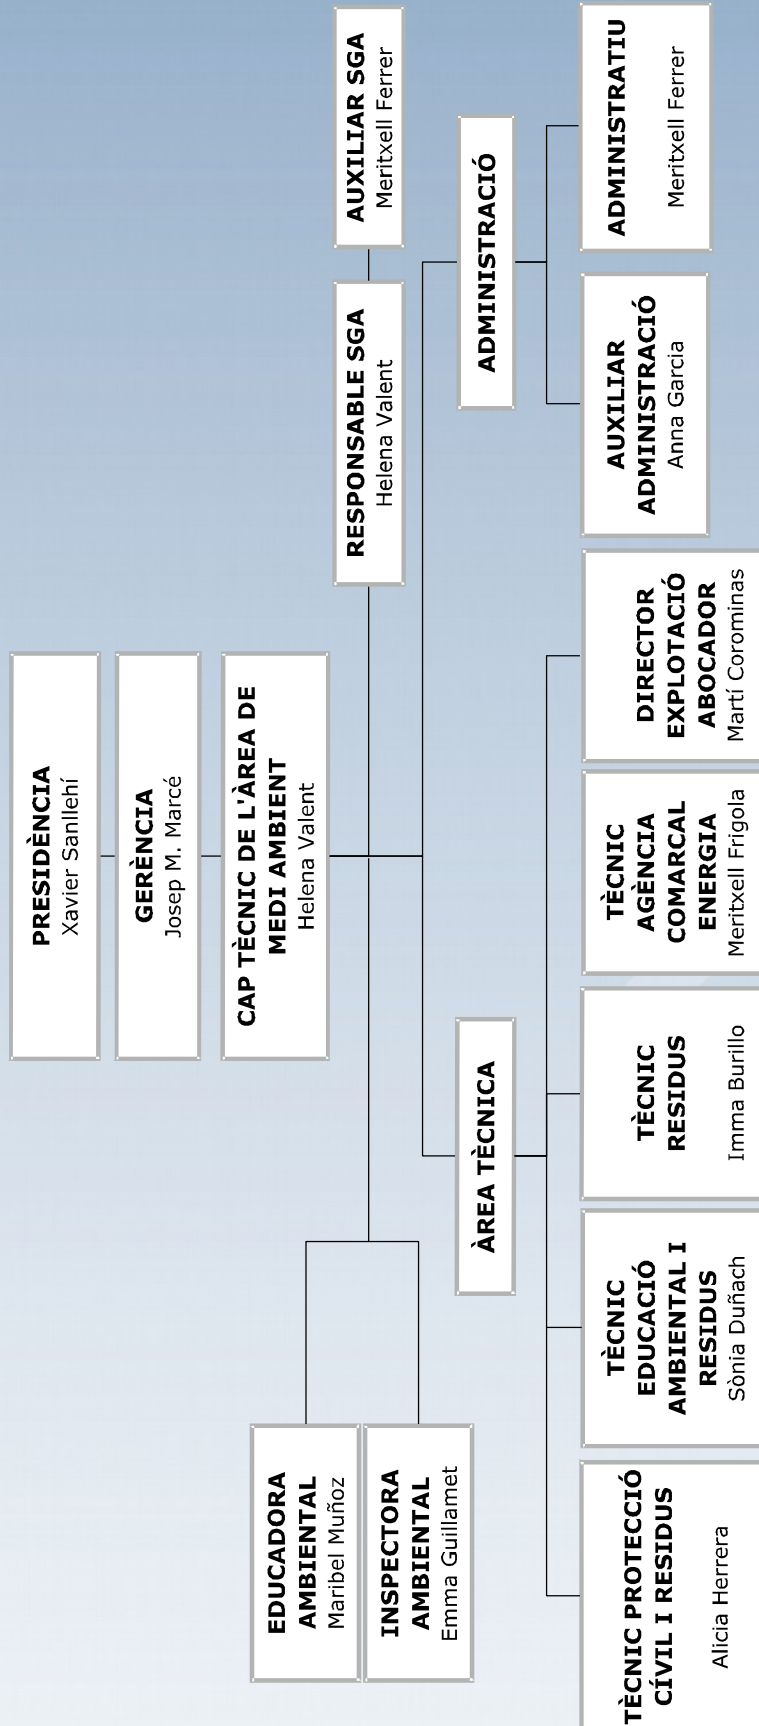 PRESIDÈNCIA
Xavier Sanllehí
GERÈNCIA
Josep M. Marcé
CAP TÈCNIC DE L'ÀREA DE
MEDI AMBIENT
Helena Valent
EDUCADORA
AMBIENTAL
Maribel Muñoz
INSPECTORA
AMBIENTAL
Emma Guillamet
RESPONSABLE SGA
Helena Valent
AUXILIAR SGA
Meritxell Ferrer
ÀREA TÈCNICA
ADMINISTRACIÓ
TÈCNIC PROTECCIÓ
CÍVIL I RESIDUS
Alicia Herrera
TÈCNIC
EDUCACIÓ
AMBIENTAL I
RESIDUS
Sònia Duñach
TÈCNIC
RESIDUS
Imma Burillo
TÈCNIC
AGÈNCIA
COMARCAL
ENERGIA
Meritxell Frigola
DIRECTOR
EXPLOTACIÓ
ABOCADOR
Martí Corominas
AUXILIAR
ADMINISTRACIÓ
Anna Garcia
ADMINISTRATIU
Meritxell Ferrer